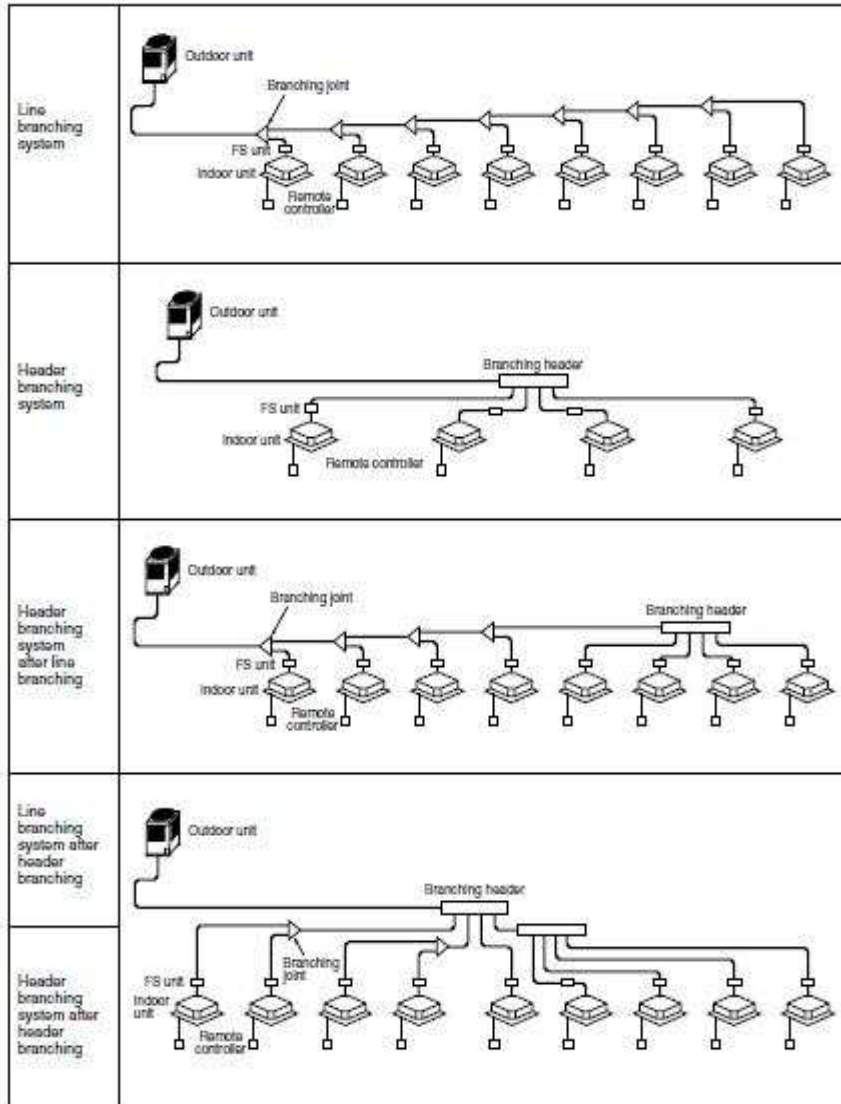 Line
branching
system
Outdoor unit
Branching joint
FS unit
Indoor unit
Remote
controller
Header
branching
system
Outdoor unit
Branching header
FS unit
Indoor unit
Remote controller
Header
branching
system
after line
branching
Outdoor unit
Branching joint
Branching header
FS unit
Indoor unit
Remote
controller
Line
branching
system after
header
branching
Outdoor unit
Branching header
Branching
joint
Header
branching
system after
header
branching
FS unit
Indoor
unit
Remote
controller